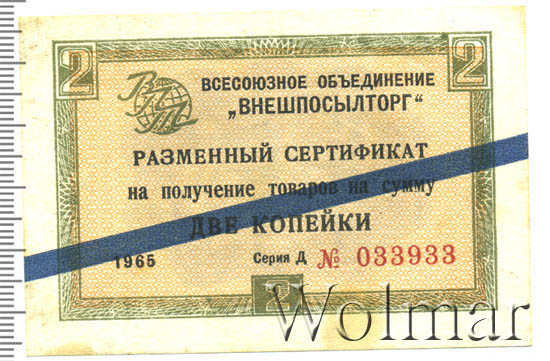 2 2
ВПТ
ВСЕСОЮЗНОЕ ОБЪЕДИНЕНИЕ
„ВНЕШПОСЫЛТОРГ“
РАЗМЕННЫЙ СЕРТИФИКАТ
на получение товаров на сумму
ДВЕ КОПЕЙКИ
1965 Серия Д № 033933
Wolmar